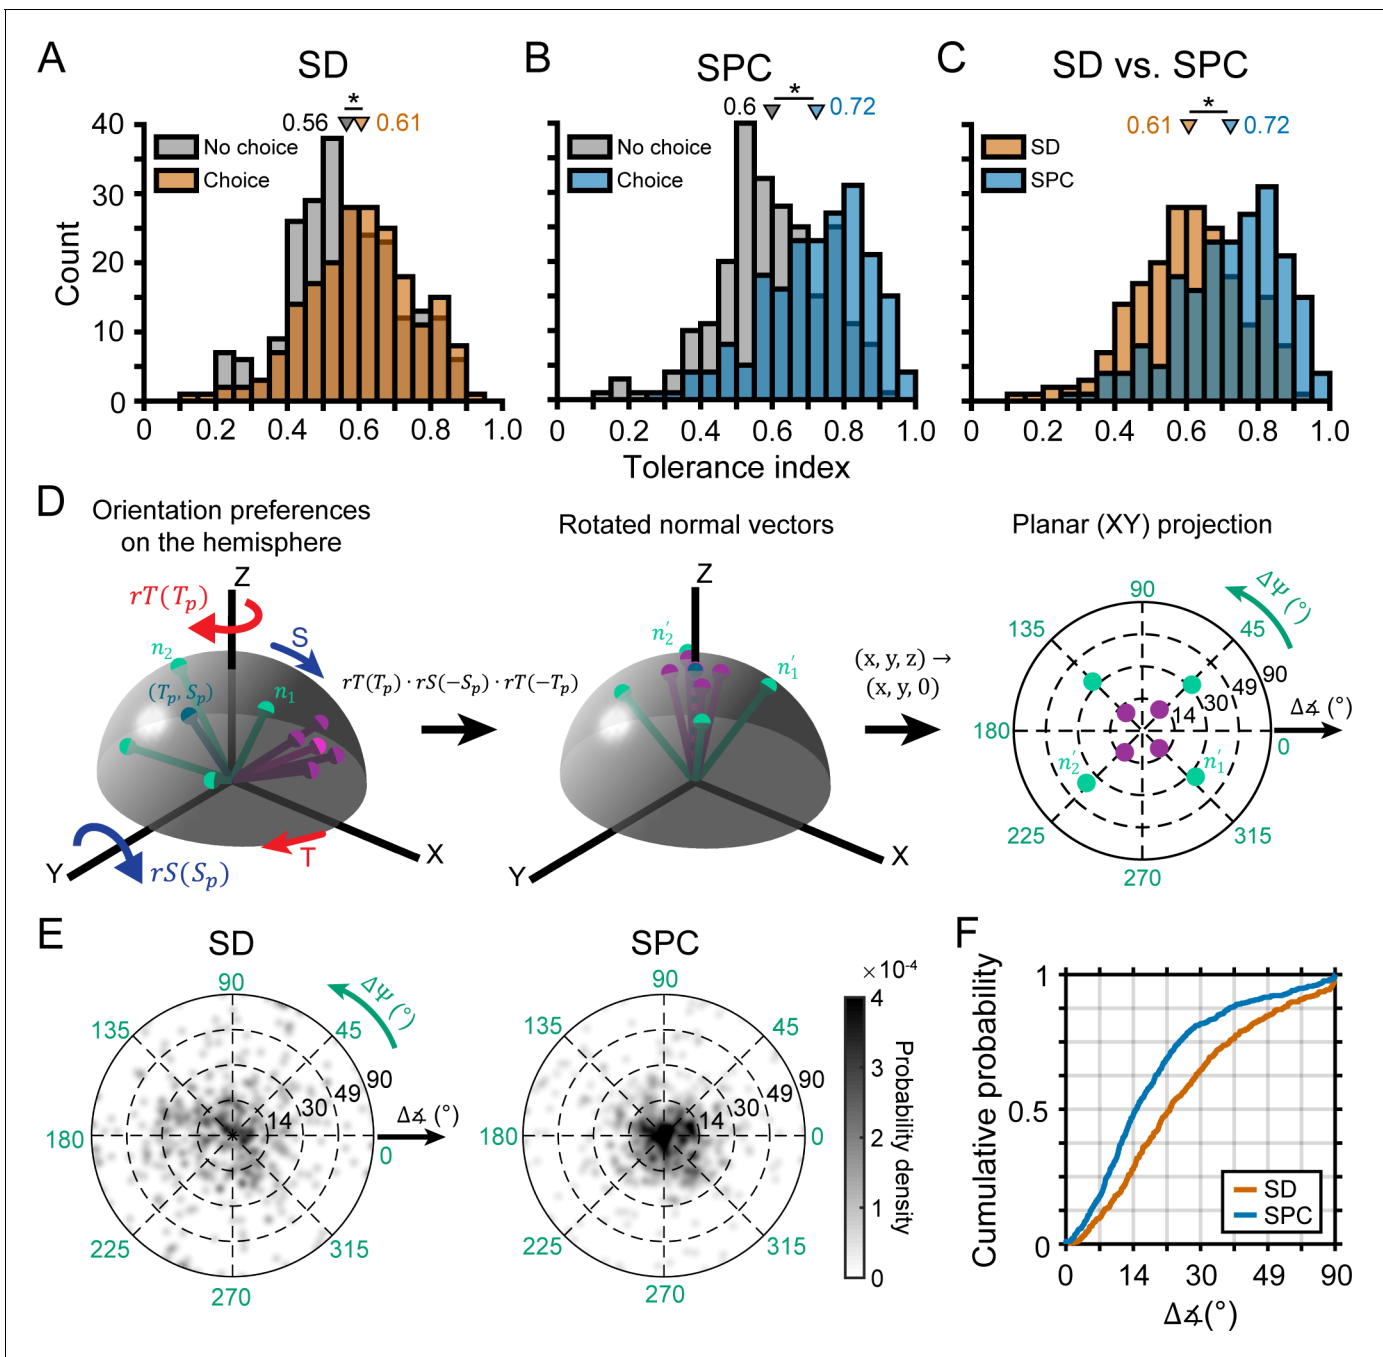 A
SD
0.56
*
0.61
No choice
Choice
Count
40
30
20
10
0
0
0.2
0.4
0.6
0.8
1.0
B
SPC
0.6
*
0.72
No choice
Choice
0
0.2
0.4
0.6
0.8
1.0
Tolerance index
C
SD vs. SPC
0.61
*
0.72
SD
SPC
0
0.2
0.4
0.6
0.8
1.0
D
Orientation preferences
on the hemisphere
Z
rT(Tₚ)
S
n₂
(Tₚ, Sₚ)
n₁
Y
rS(Sₚ)
T
X
rT(Tₚ) · rS(−Sₚ) · rT(−Tₚ)
Rotated normal vectors
Z
n₂′
n₁′
Y
X
(x, y, z) →
(x, y, 0)
Planar (XY) projection
ΔΨ (°)
90
135
45
90
49
30
14
Δ∡ (°)
180
0
n₂′
n₁′
225
315
270
E
SD
90
ΔΨ (°)
135
45
90
49
30
14
Δ∡ (°)
180
0
225
315
270
SPC
90
135
45
90
49
30
14
180
0
225
315
270
×10⁻⁴
4
3
2
1
0
Probability density
F
Cumulative probability
1
0.5
0
SD
SPC
0
14
30
49
90
Δ∡(°)